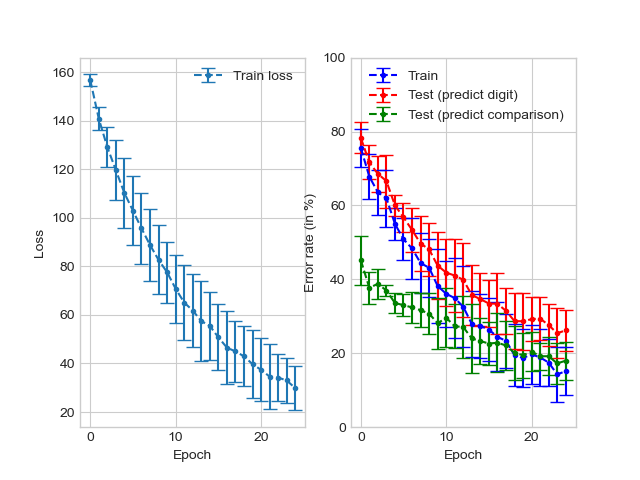 Train loss
160
140
120
100
80
60
40
20
Loss
0
10
20
Epoch
Train
Test (predict digit)
Test (predict comparison)
100
80
60
40
20
0
Error rate (in %)
0
10
20
Epoch